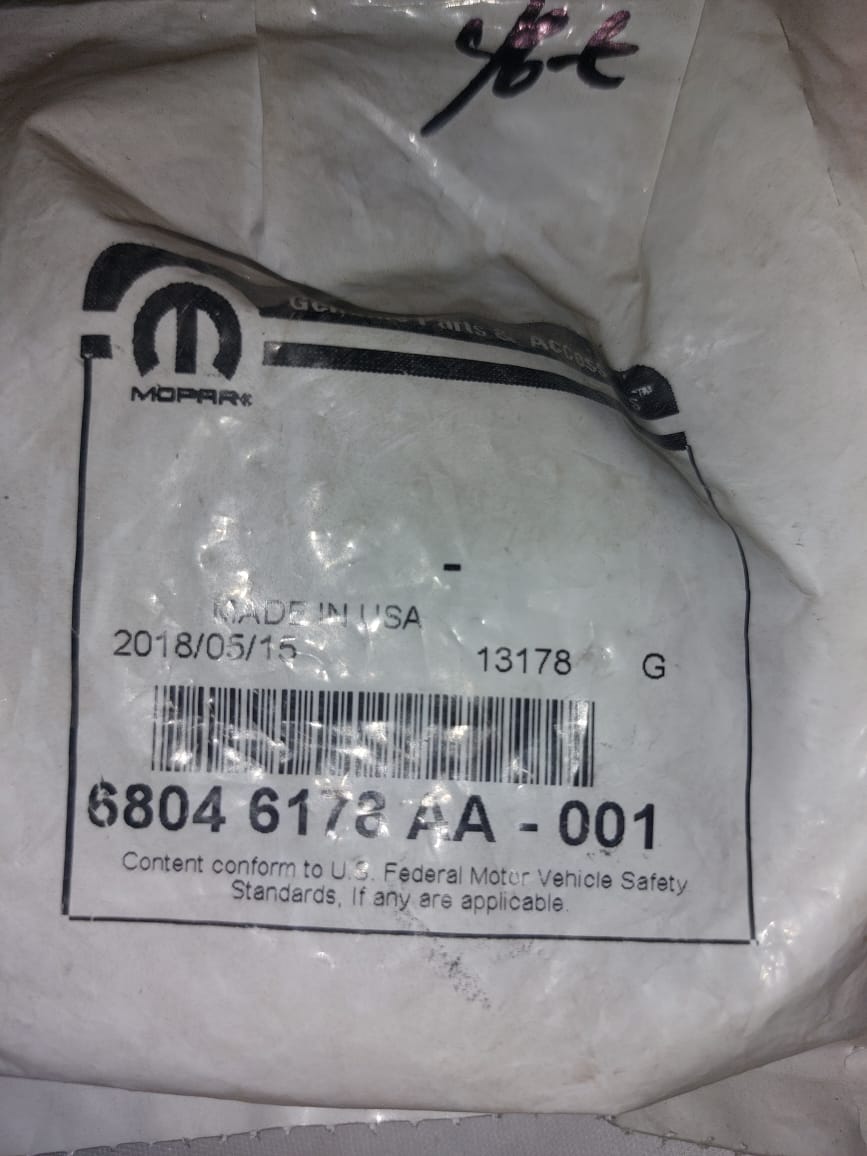 MOPAR®
Parts &
-
MADE IN USA
2018/05/15 13178 G
6804 6178 AA - 001
Content conform to U.S. Federal Motor Vehicle Safety
Standards, If any are applicable.